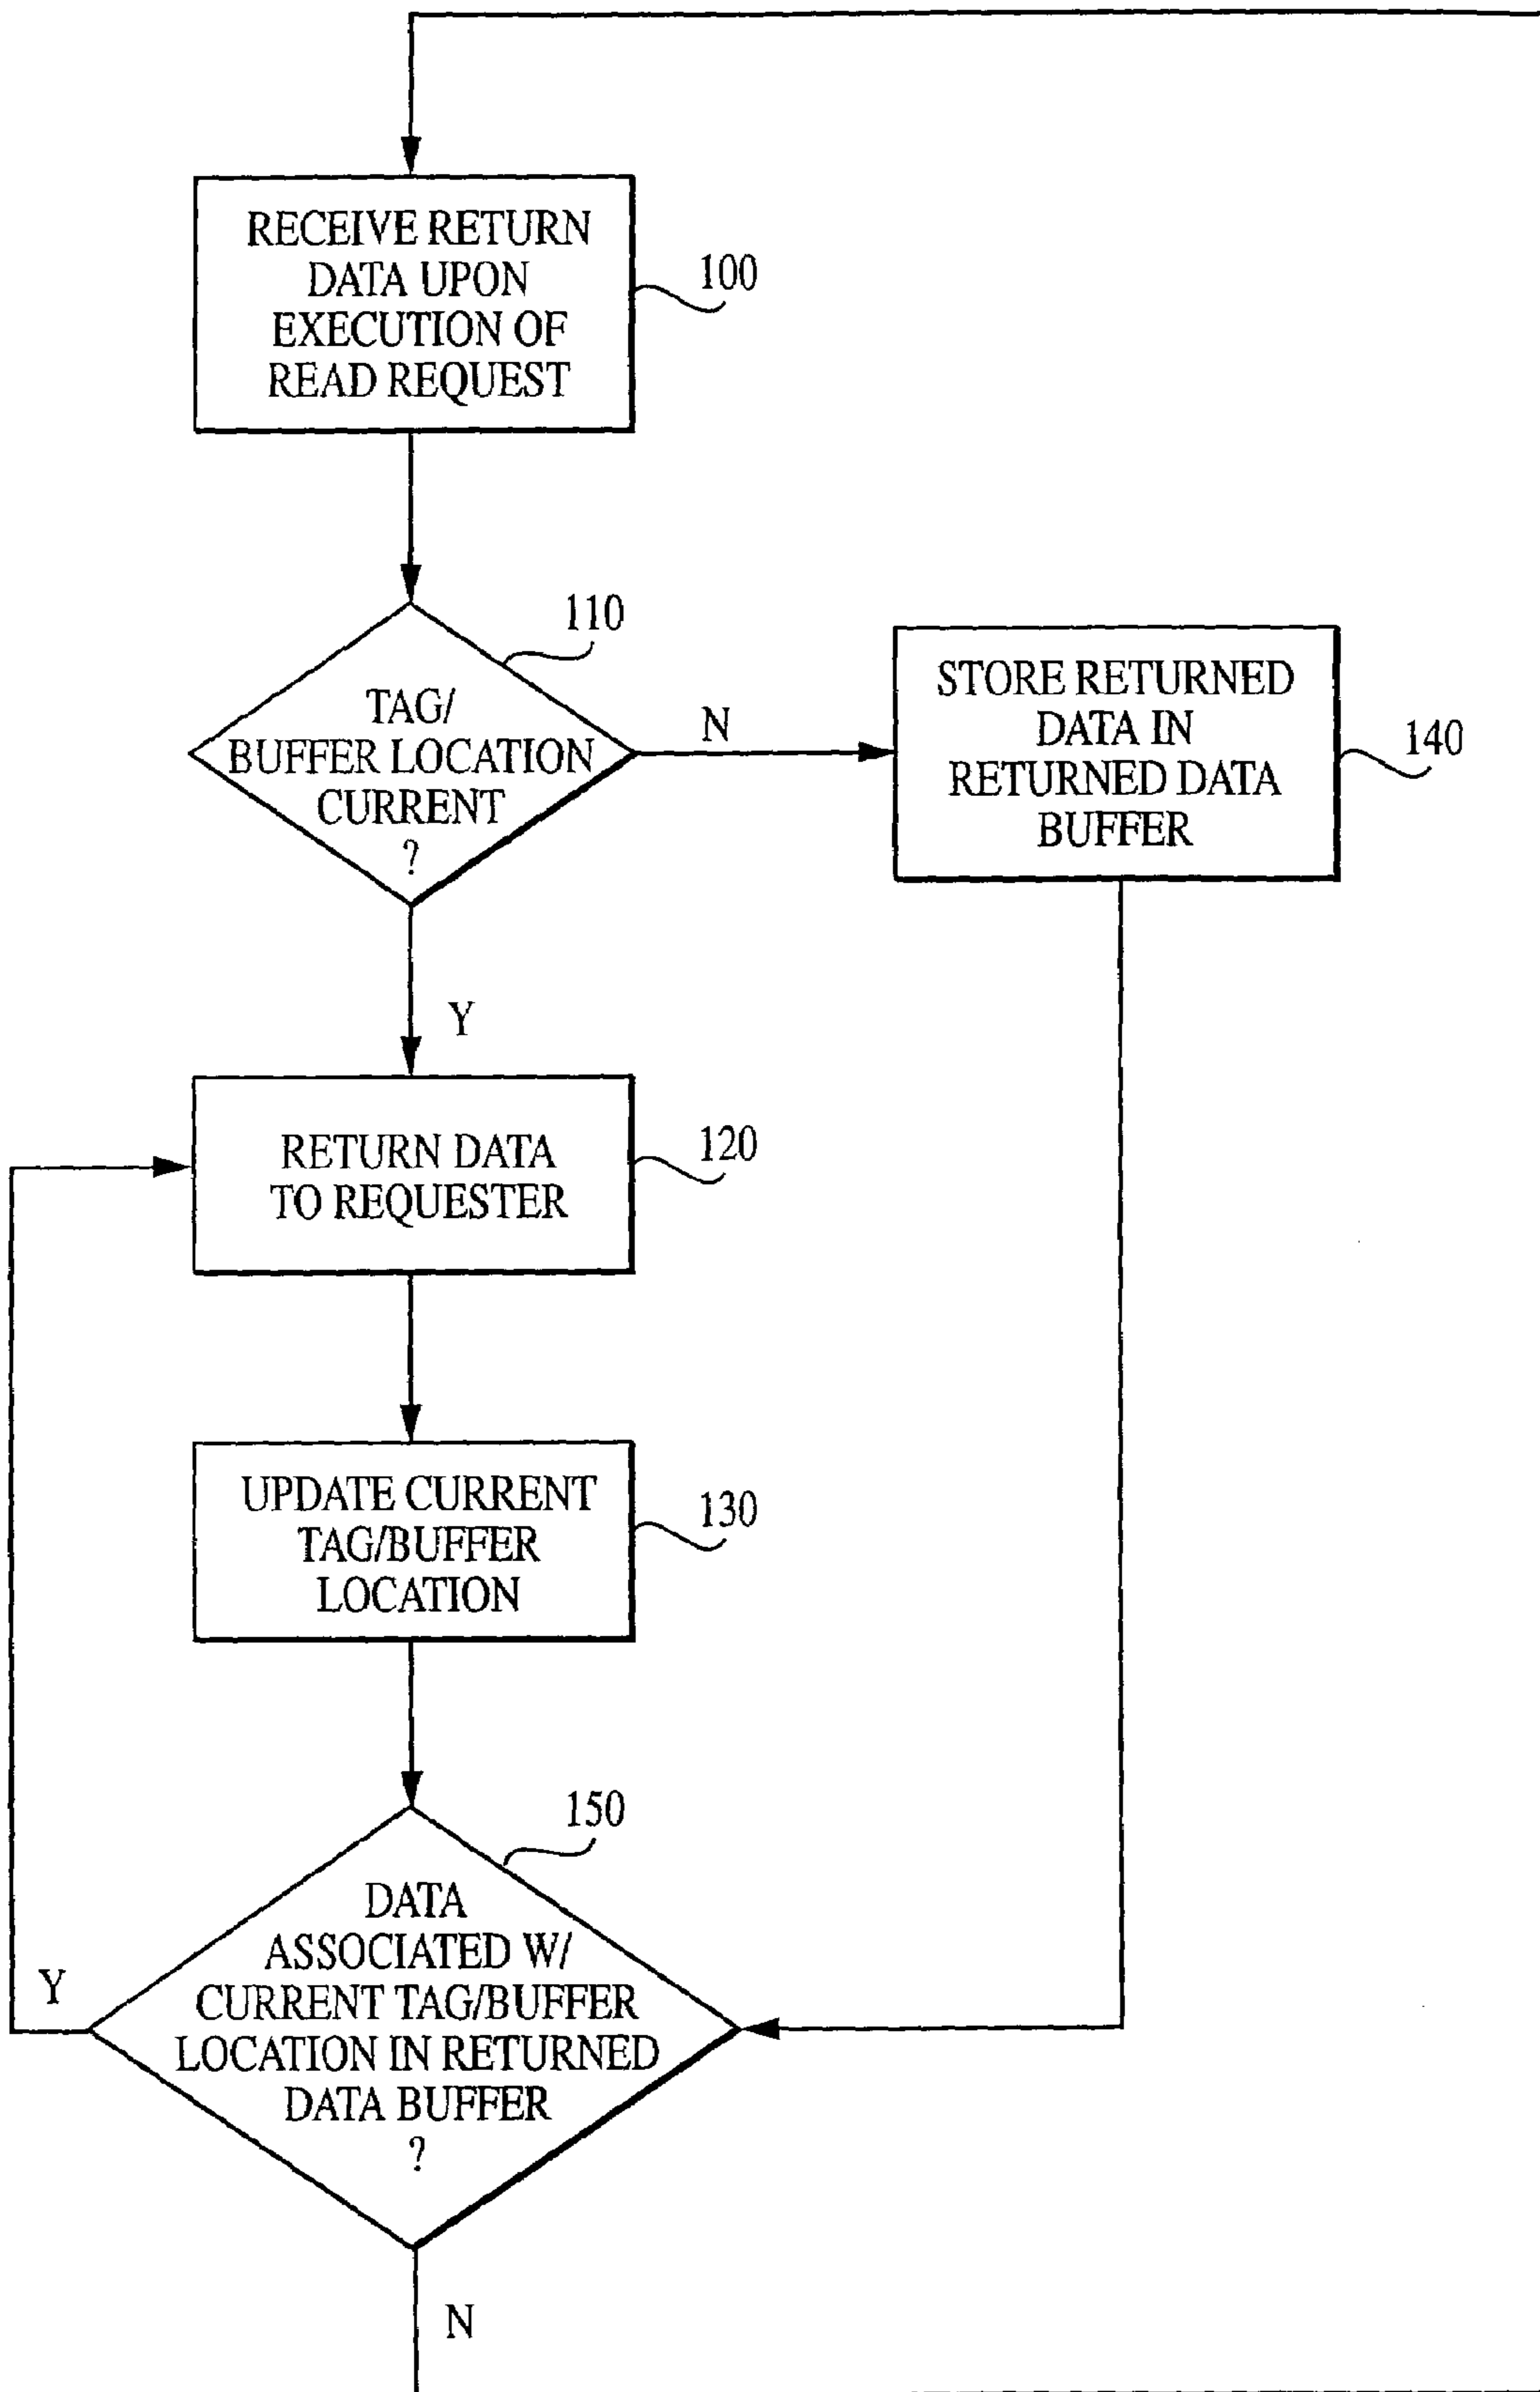 RECEIVE RETURN
DATA UPON
EXECUTION OF
READ REQUEST
100
110
TAG/
BUFFER LOCATION
CURRENT
?
N
STORE RETURNED
DATA IN
RETURNED DATA
BUFFER
140
Y
RETURN DATA
TO REQUESTER
120
UPDATE CURRENT
TAG/BUFFER
LOCATION
130
150
DATA
ASSOCIATED W/
CURRENT TAG/BUFFER
LOCATION IN RETURNED
DATA BUFFER
?
Y
N